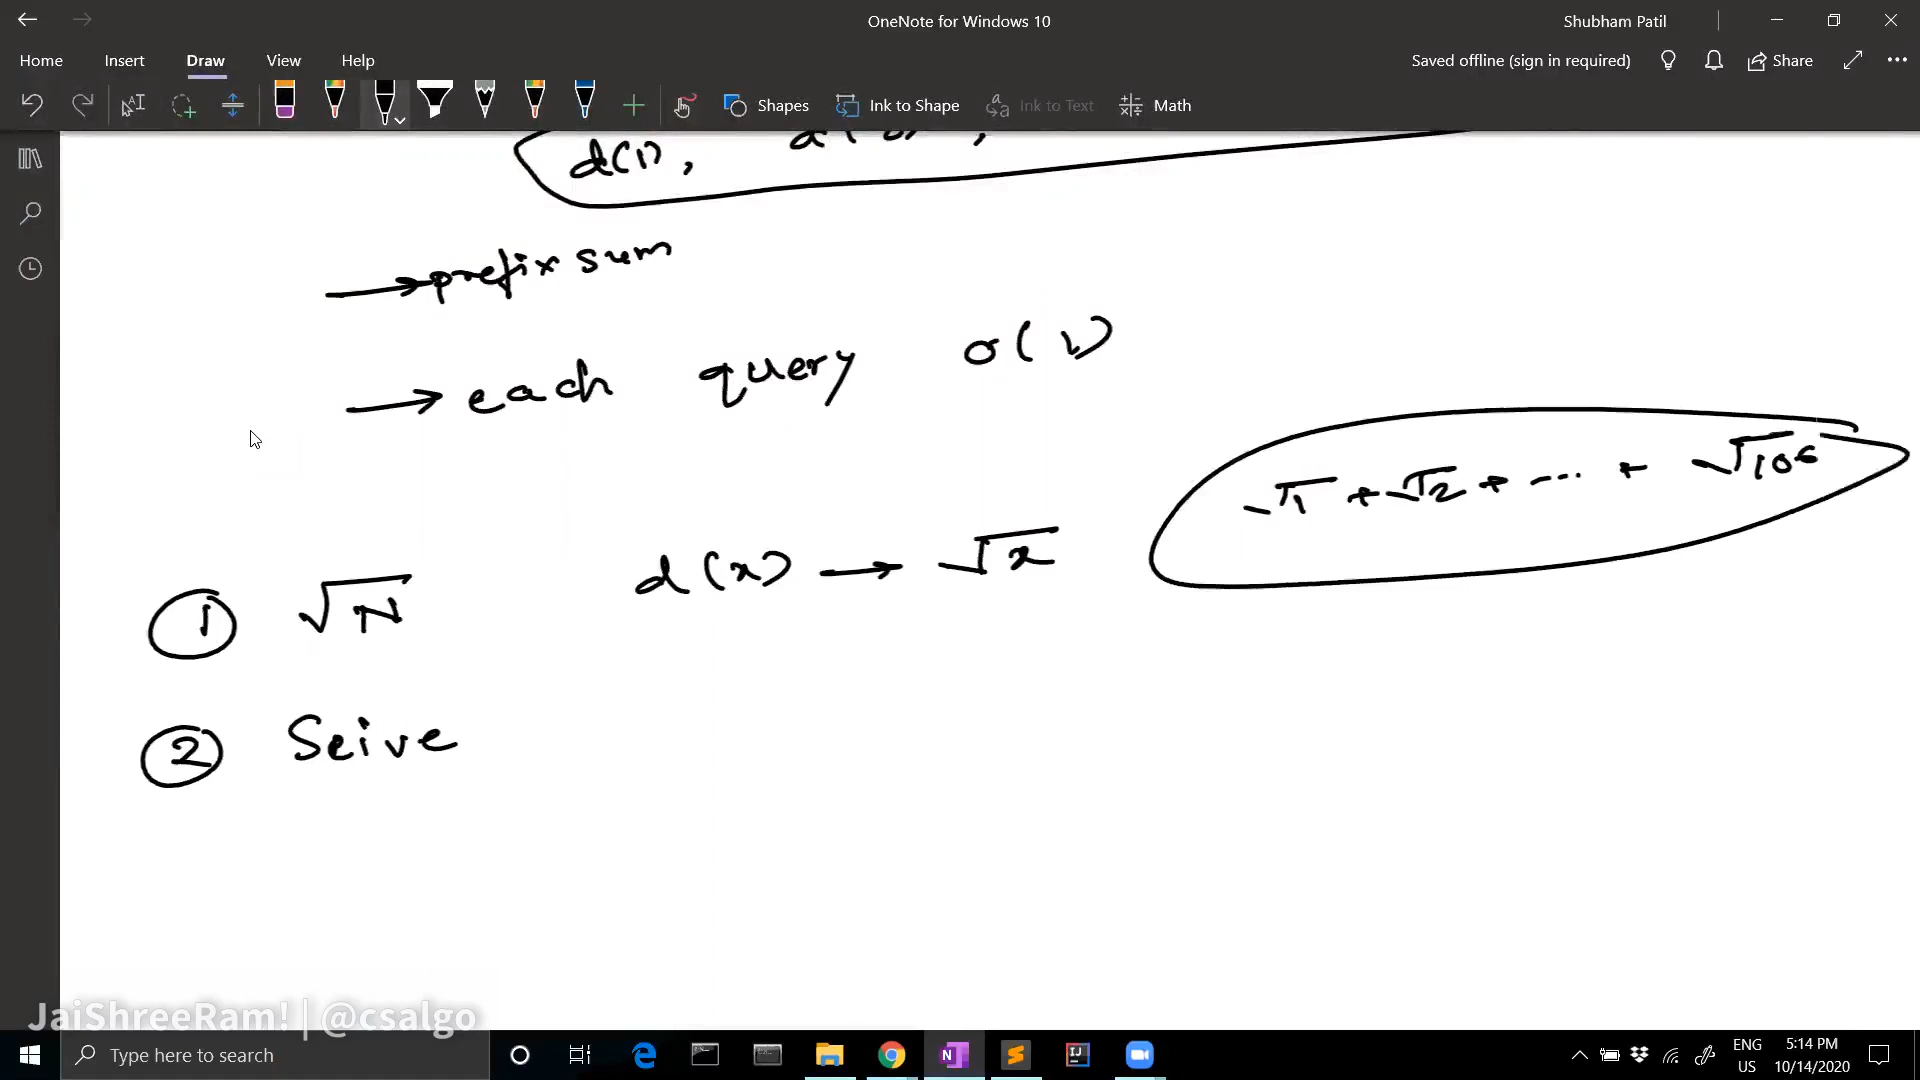 OneNote for Windows 10
Shubham Patil
Home Insert Draw View Help
Saved offline (sign in required)
Share
Shapes
Ink to Shape
Ink to Text
Math
d(1),
→ prefix sum
→ each query O(1)
√1 + √2 + ... + √10⁶
d(x) → √x
① √N
② Seive
JaiShreeRam! | @csalgo
Type here to search
ENG
US
5:14 PM
10/14/2020